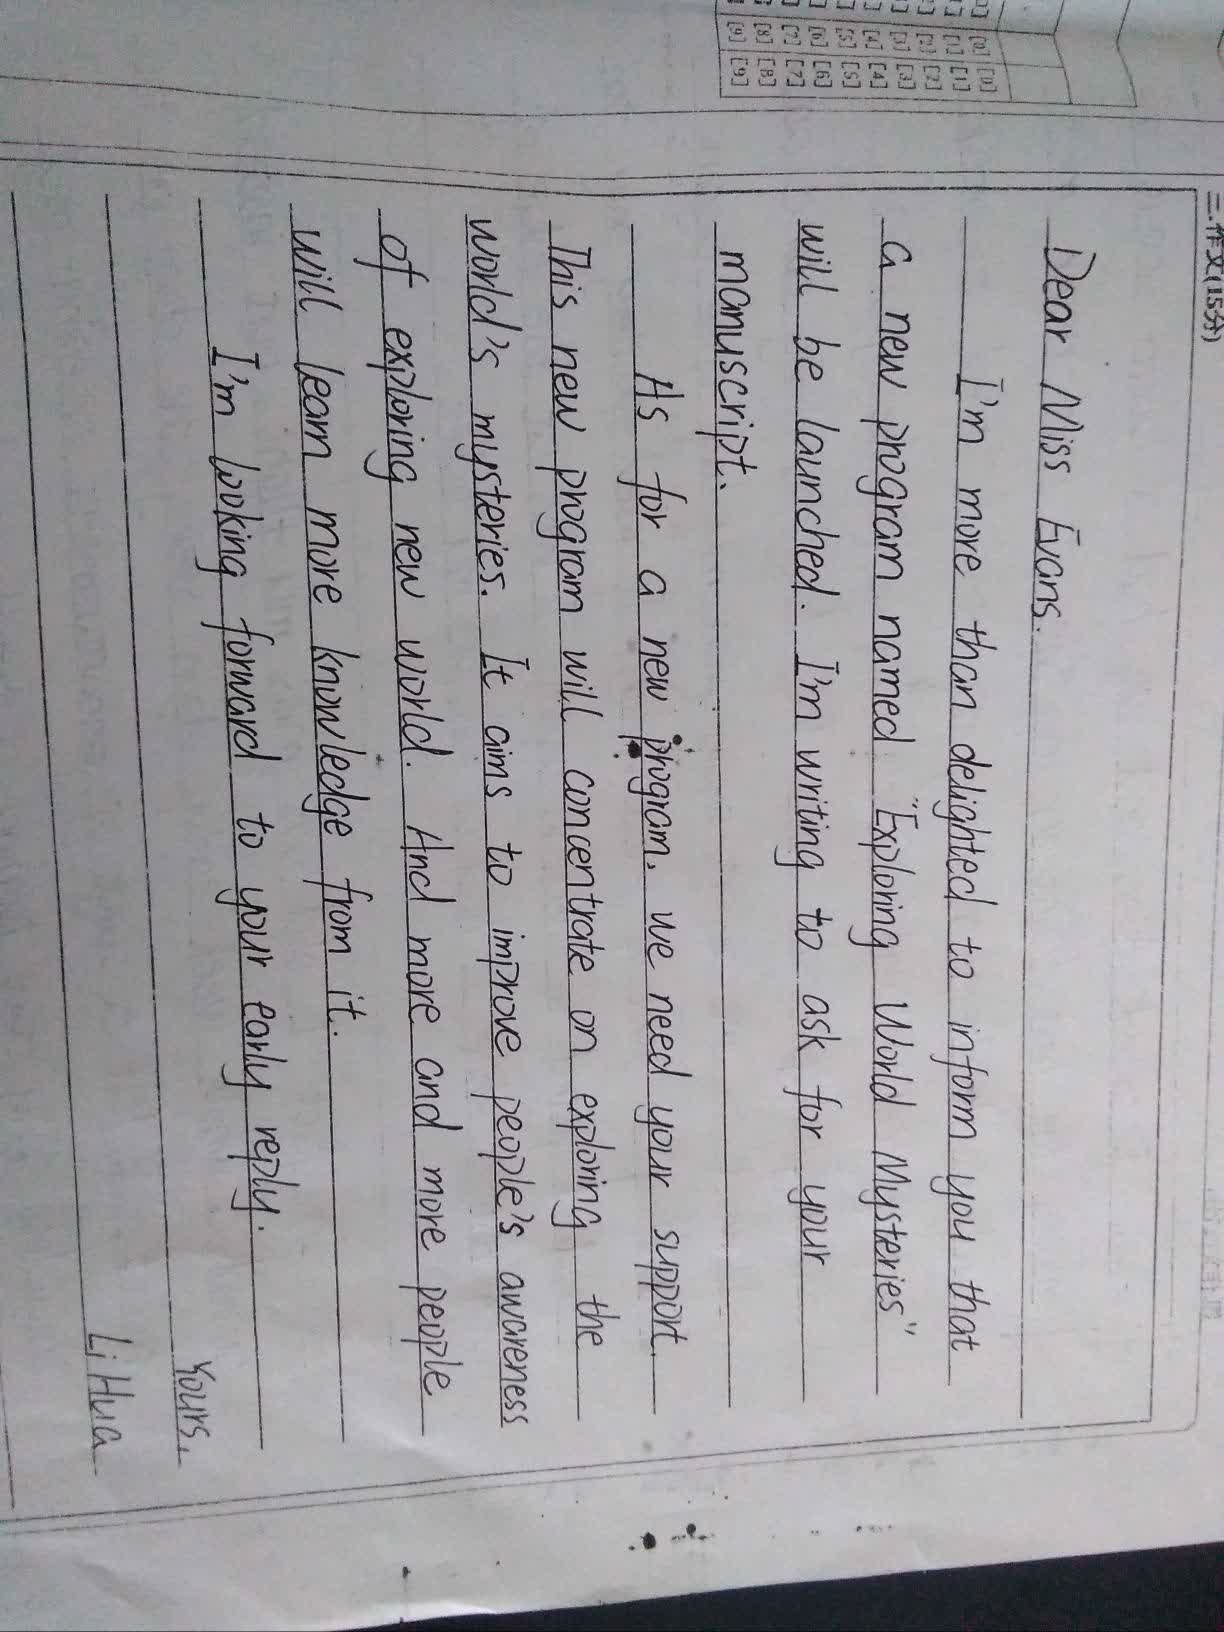 [0] [1] [2] [3] [4] [5] [6] [7] [8] [9]
[0] [1] [2] [3] [4] [5] [6] [7] [8] [9]
二.作文(15分)
Dear Miss Evans.
I'm more than delighted to inform you that
a new program named "Exploring World Mysteries"
will be launched. I'm writing to ask for your
manuscript.
As for a new program, we need your support.
This new program will concentrate on exploring the
world's mysteries. It aims to improve people's awareness
of exploring new world. And more and more people
will learn more knowledge from it.
I'm looking forward to your early reply.
Yours,
Li Hua